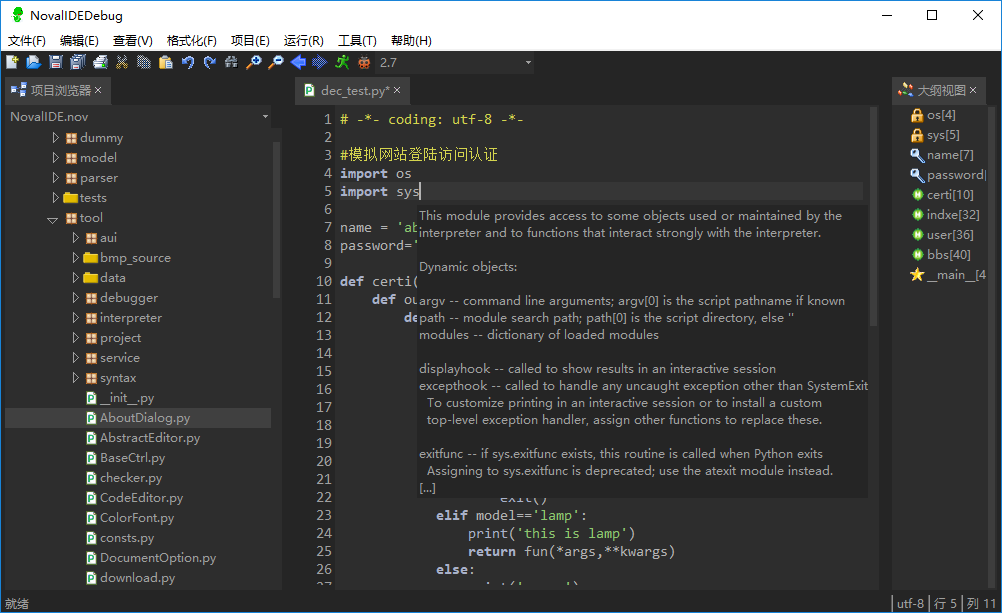 NovalIDEDebug
文件(F) 编辑(E) 查看(V) 格式化(F) 项目(E) 运行(R) 工具(T) 帮助(H)
2.7
项目浏览器
NovalIDE.nov
dummy
model
parser
tests
tool
aui
bmp_source
data
debugger
interpreter
project
service
syntax
__init__.py
AboutDialog.py
AbstractEditor.py
BaseCtrl.py
checker.py
CodeEditor.py
ColorFont.py
consts.py
DocumentOption.py
download.py
dec_test.py*
1 # -*- coding: utf-8 -*-
2
3 #模拟网站登陆访问认证
4 import os
5 import sys
6
7 name = 'ab
8 password='
9
10 def certi(
11 def ou
12 de
13
14
15
16
17
18
19
20
21
22 exit()
23 elif model=='lamp':
24 print('this is lamp')
25 return fun(*args,**kwargs)
26 else:
27
This module provides access to some objects used or maintained by the
interpreter and to functions that interact strongly with the interpreter.
Dynamic objects:
argv -- command line arguments; argv[0] is the script pathname if known
path -- module search path; path[0] is the script directory, else ''
modules -- dictionary of loaded modules
displayhook -- called to show results in an interactive session
excepthook -- called to handle any uncaught exception other than SystemExit
To customize printing in an interactive session or to install a custom
top-level exception handler, assign other functions to replace these.
exitfunc -- if sys.exitfunc exists, this routine is called when Python exits
Assigning to sys.exitfunc is deprecated; use the atexit module instead.
[...]
大纲视图
os[4]
sys[5]
name[7]
password[
certi[10]
indxe[32]
user[36]
bbs[40]
__main__[4
就绪
utf-8 行 5 列 11